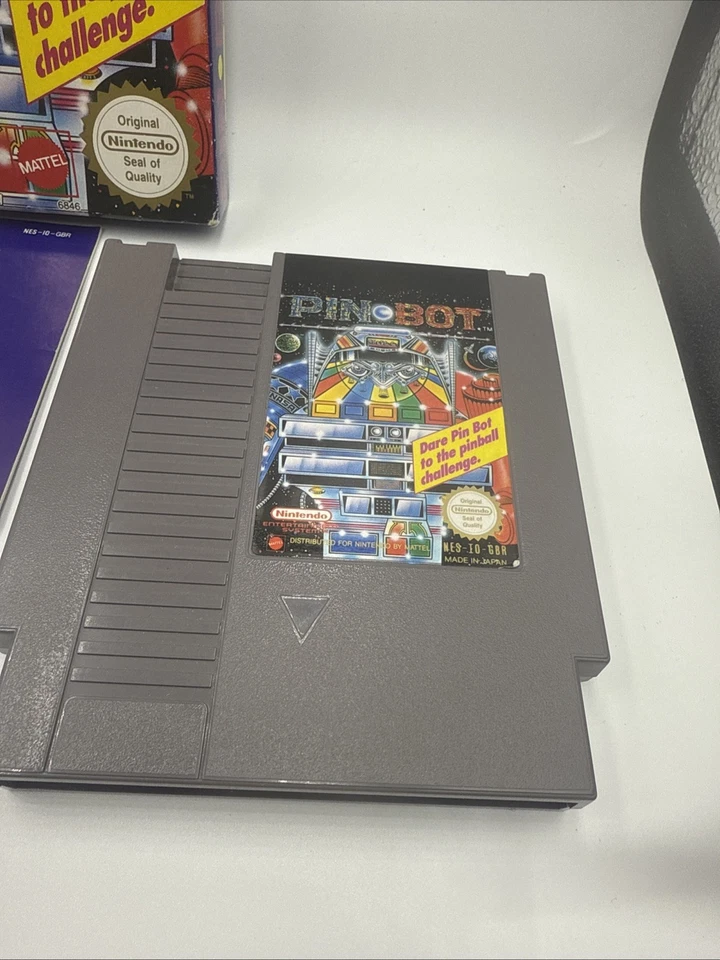 to the
challenge.
Original
Nintendo
Seal of
Quality
MATTEL
6846
TM
NES-IO-GBR
PIN BOT
TM
Dare Pin Bot
to the pinball
challenge.
Original
Nintendo
Seal of
Quality
Nintendo
ENTERTAINMENT
SYSTEM
DISTRIBUTED FOR NINTENDO BY MATTEL
NES-IO-GBR
MADE IN JAPAN